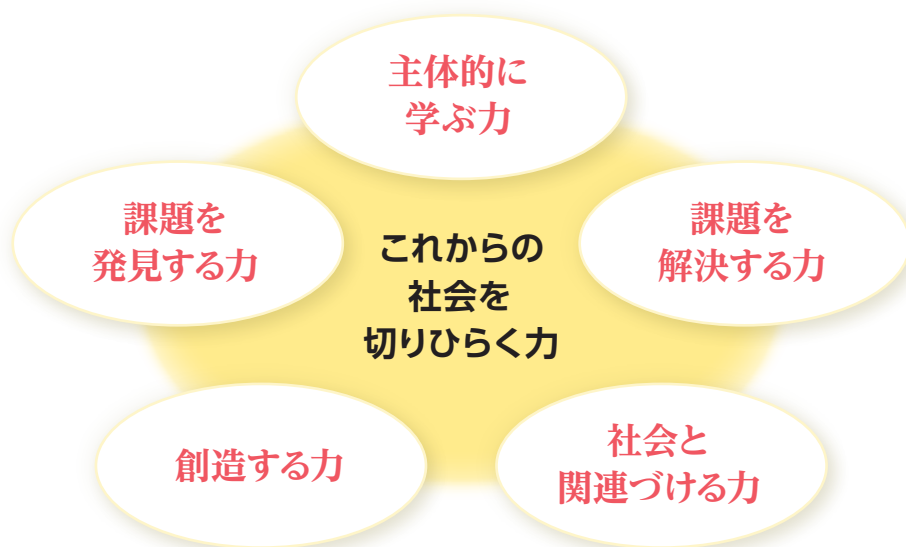 主体的に
学ぶ力
課題を
発見する力
これからの
社会を
切りひらく力
課題を
解決する力
創造する力
社会と
関連づける力